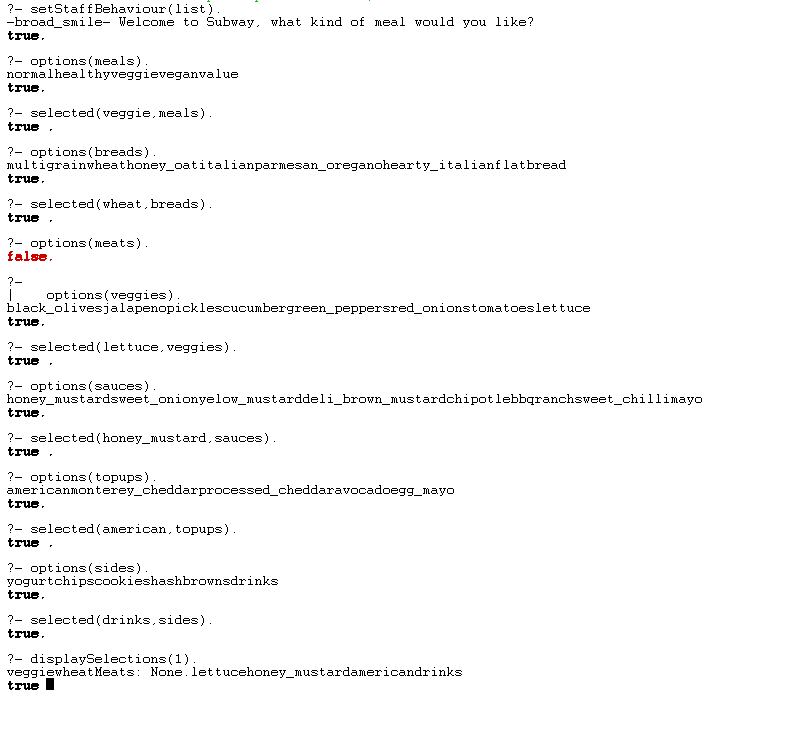 ?- setStaffBehaviour(list).
-broad_smile- Welcome to Subway, what kind of meal would you like?
true.
?- options(meals).
normalhealthyveggieveganvalue
true.
?- selected(veggie,meals).
true .
?- options(breads).
multigrainwheathoney_oatitalianparmesan_oreganohearty_italianflatbread
true.
?- selected(wheat,breads).
true .
?- options(meats).
false.
?-
|    options(veggies).
black_olivesjalapenopicklescucumbergreen_peppersred_onionstomatoeslettuce
true.
?- selected(lettuce,veggies).
true .
?- options(sauces).
honey_mustardsweet_onionyelow_mustarddeli_brown_mustardchipotlebbqranchsweet_chillimayo
true.
?- selected(honey_mustard,sauces).
true .
?- options(topups).
americanmonterey_cheddarprocessed_cheddaravocadoegg_mayo
true.
?- selected(american,topups).
true .
?- options(sides).
yogurtchipscookieshashbrownsdrinks
true.
?- selected(drinks,sides).
true.
?- displaySelections(1).
veggiewheatMeats: None.lettucehoney_mustardamericandrinks
true